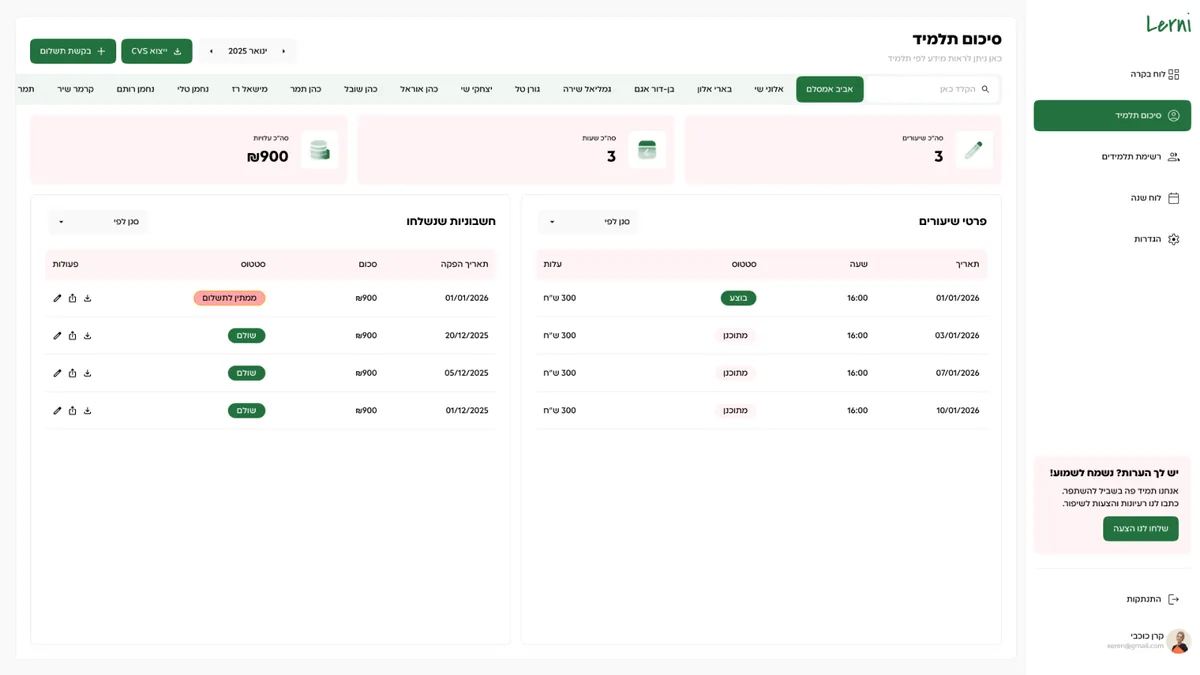 Lerni
לוח בקרה
סיכום תלמיד
רשימת תלמידים
לוח שנה
הגדרות
יש לך הערות? נשמח לשמוע!
אנחנו תמיד פה בשביל להשתפר.
כתבו לנו רעיונות והצעות לשיפור.
שלחו לנו הצעה
התנתקות
קרן כוכבי
keren@gmail.com
סיכום תלמיד
כאן ניתן לראות מידע לפי תלמיד
ינואר 2025
ייצוא CVS
בקשת תשלום
הקלד כאן
אביב אמסלם
אלוני שי
בארי אלון
בן-דור אגם
גמליאל שירה
גורן טל
יצחקי שי
כהן אוראל
כהן שובל
כהן תמר
מישאל רז
נחמן טלי
נחמן רותם
קרמר שיר
תמר
סה״כ שיעורים
3
סה״כ שעות
3
סה״כ עלויות
₪900
פרטי שיעורים
סנן לפי
תאריך שעה סטטוס עלות
01/01/2026 16:00 בוצע 300 ש״ח
03/01/2026 16:00 מתוכנן 300 ש״ח
07/01/2026 16:00 מתוכנן 300 ש״ח
10/01/2026 16:00 מתוכנן 300 ש״ח
חשבוניות שנשלחו
סנן לפי
תאריך הפקה סכום סטטוס פעולות
01/01/2026 ₪900 ממתין לתשלום
20/12/2025 ₪900 שולם
05/12/2025 ₪900 שולם
01/12/2025 ₪900 שולם